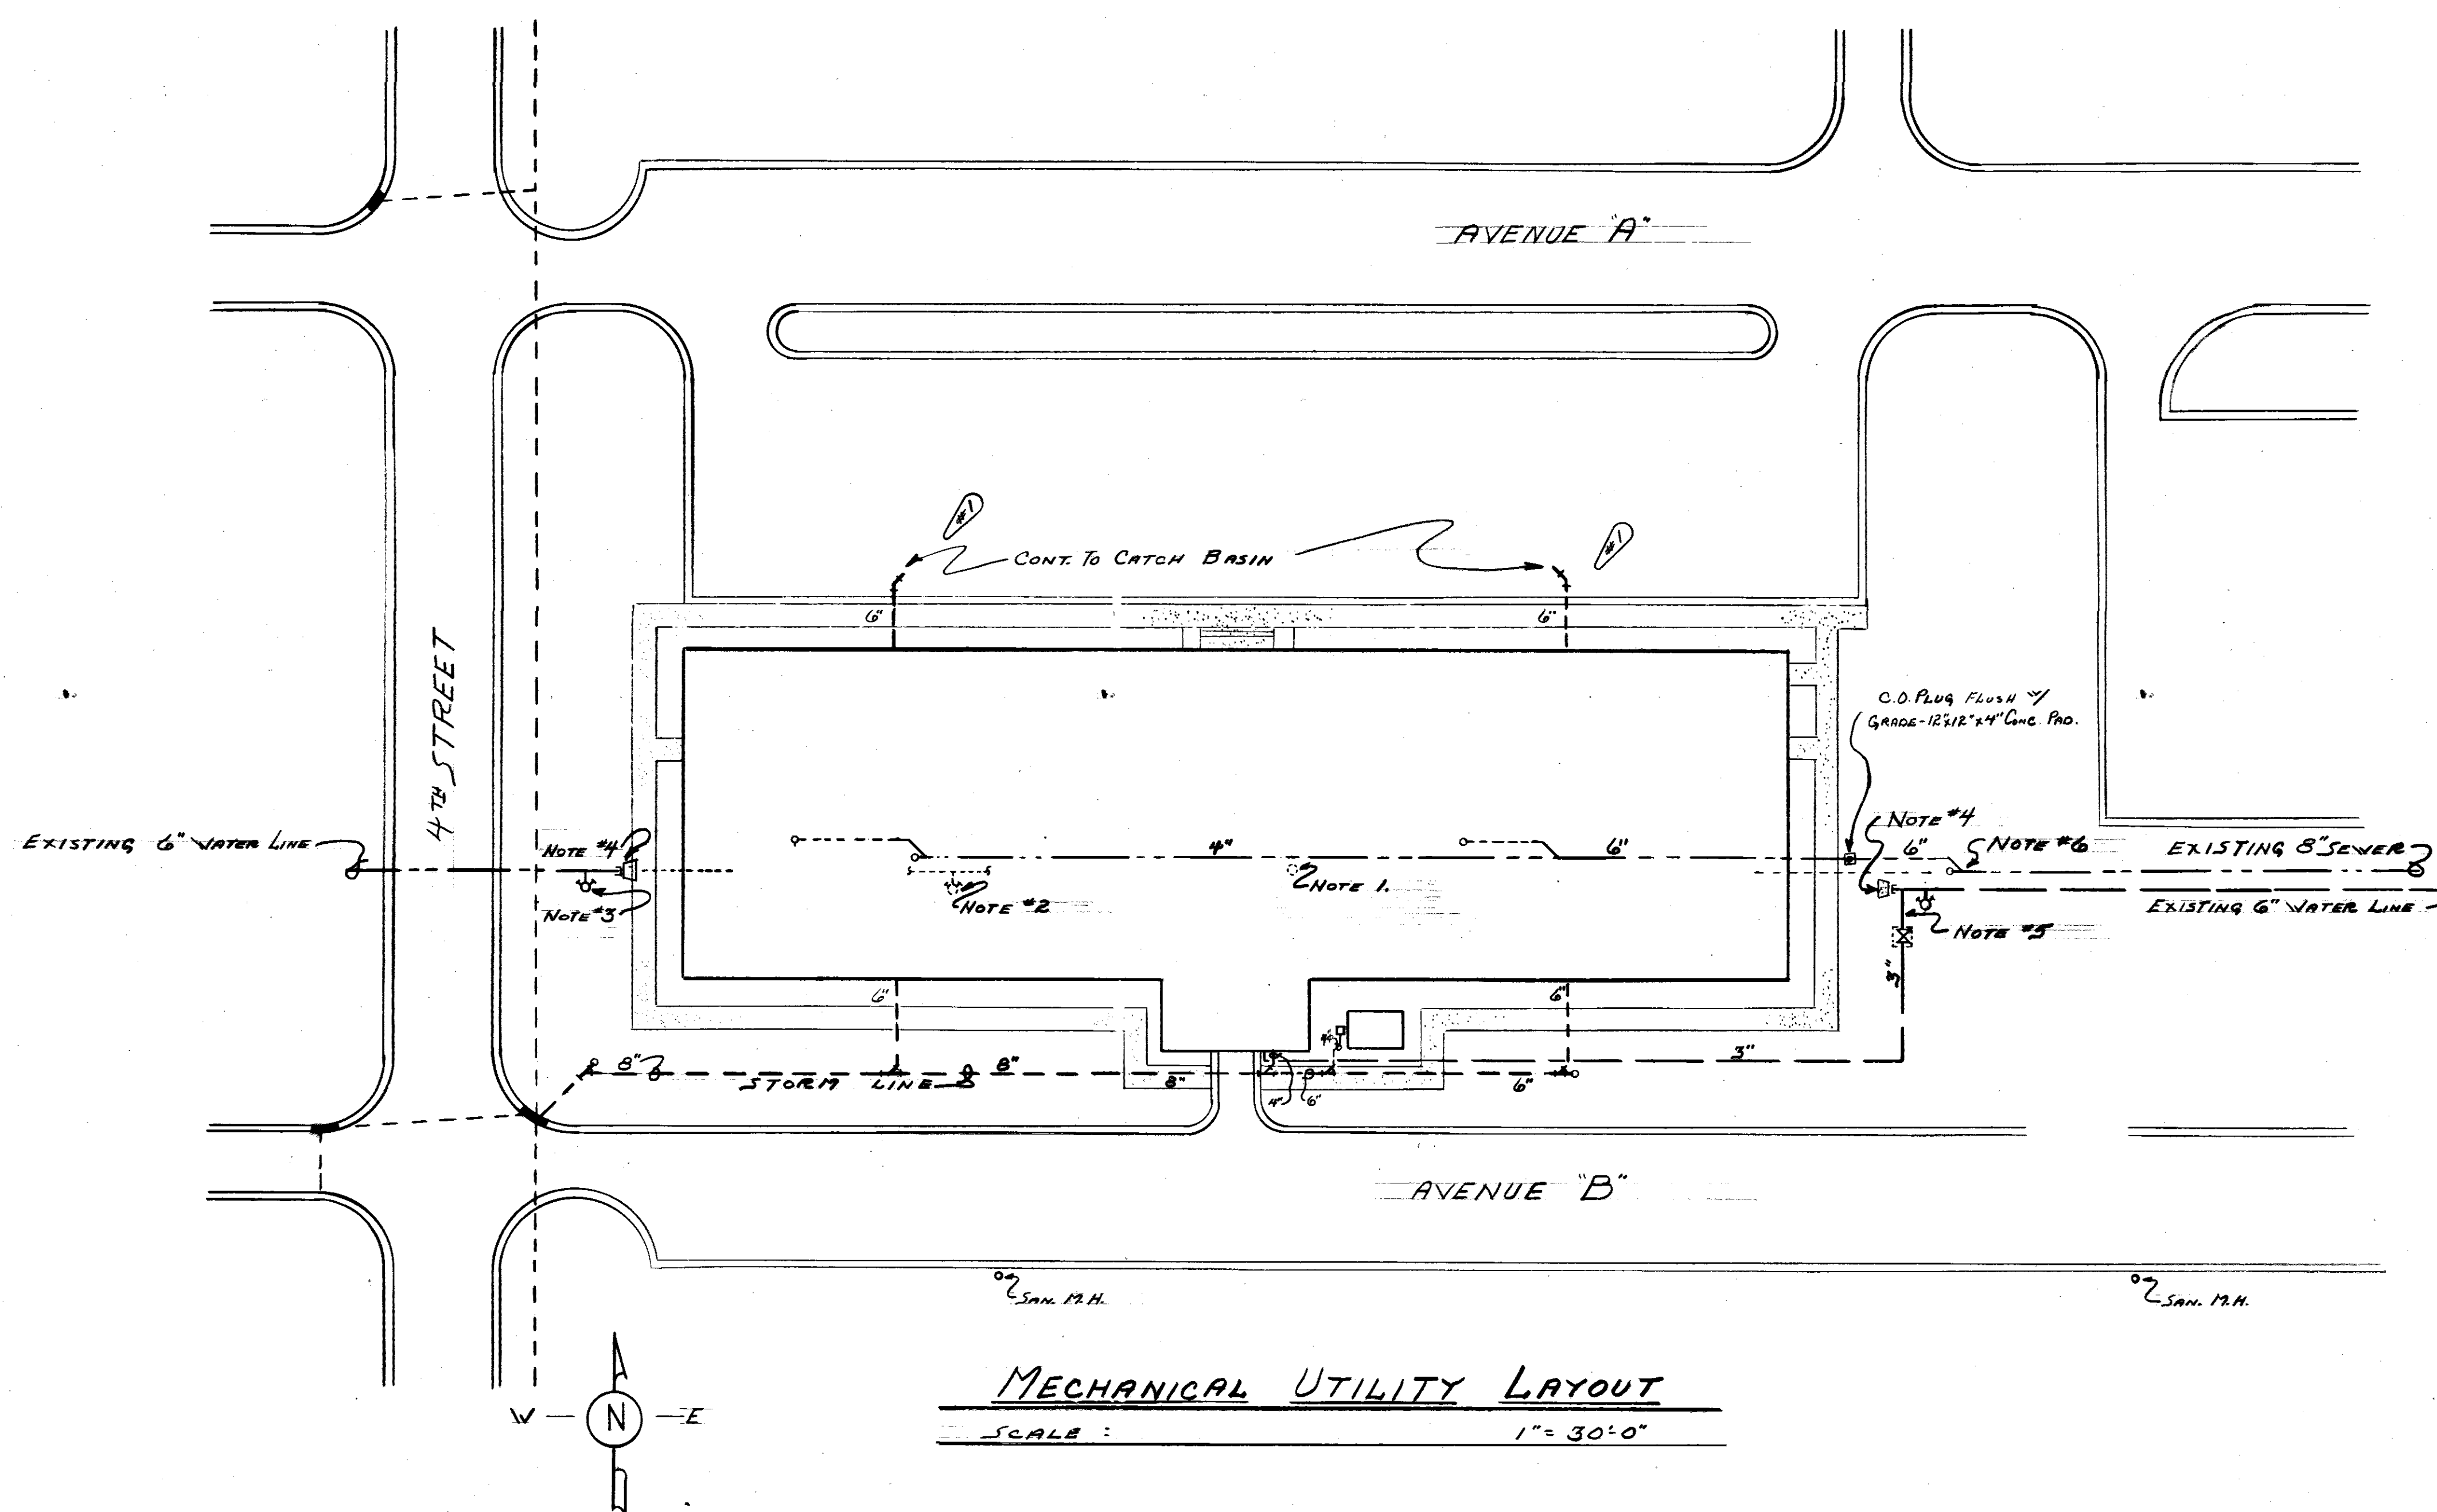 AVENUE "A"
#1
#1
CONT. TO CATCH BASIN
6"
6"
4TH STREET
C.O. PLUG FLUSH W/
GRADE-12"x12"x4" CONC. PAD.
EXISTING 6" WATER LINE
NOTE #4
NOTE #3
4"
6"
NOTE #2
NOTE 1.
NOTE #4
6"
NOTE #6
EXISTING 8" SEWER
EXISTING 6" WATER LINE
NOTE #5
3"
6"
6"
4"
8"
STORM LINE
8"
8"
4"
6"
6"
3"
AVENUE "B"
SAN. M.H.
SAN. M.H.
MECHANICAL UTILITY LAYOUT
SCALE : 1" = 30'-0"
W N E